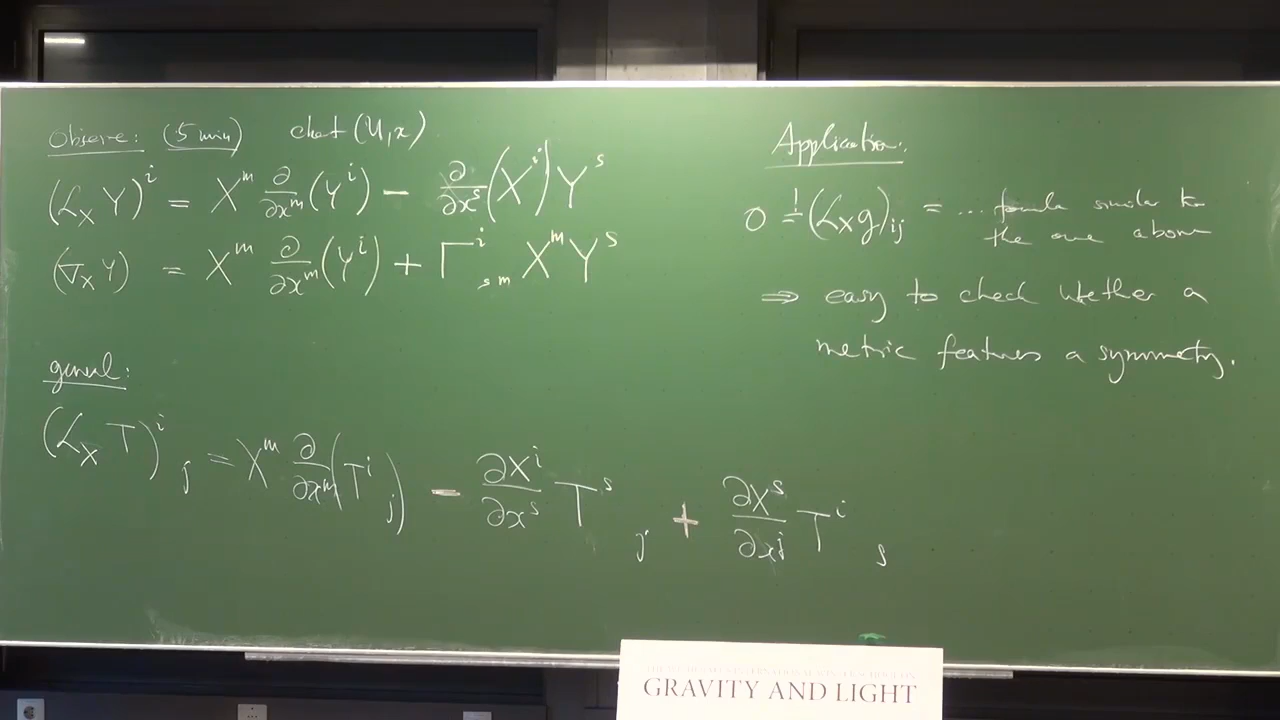 Observe: (5 min) chart (U,x)
(ℒ_X Y)^i = X^m ∂/∂x^m (Y^i) − ∂/∂x^s (X^i) Y^s
(∇_X Y) = X^m ∂/∂x^m (Y^i) + Γ^i_{sm} X^m Y^s
general:
(ℒ_X T)^i_j = X^m ∂/∂x^m (T^i_j) − ∂X^i/∂x^s T^s_j + ∂X^s/∂x^j T^i_s
Application:
0 =! (ℒ_X g)_ij = ... formula similar to
the one above
⇒ easy to check whether a
metric features a symmetry.
GRAVITY AND LIGHT